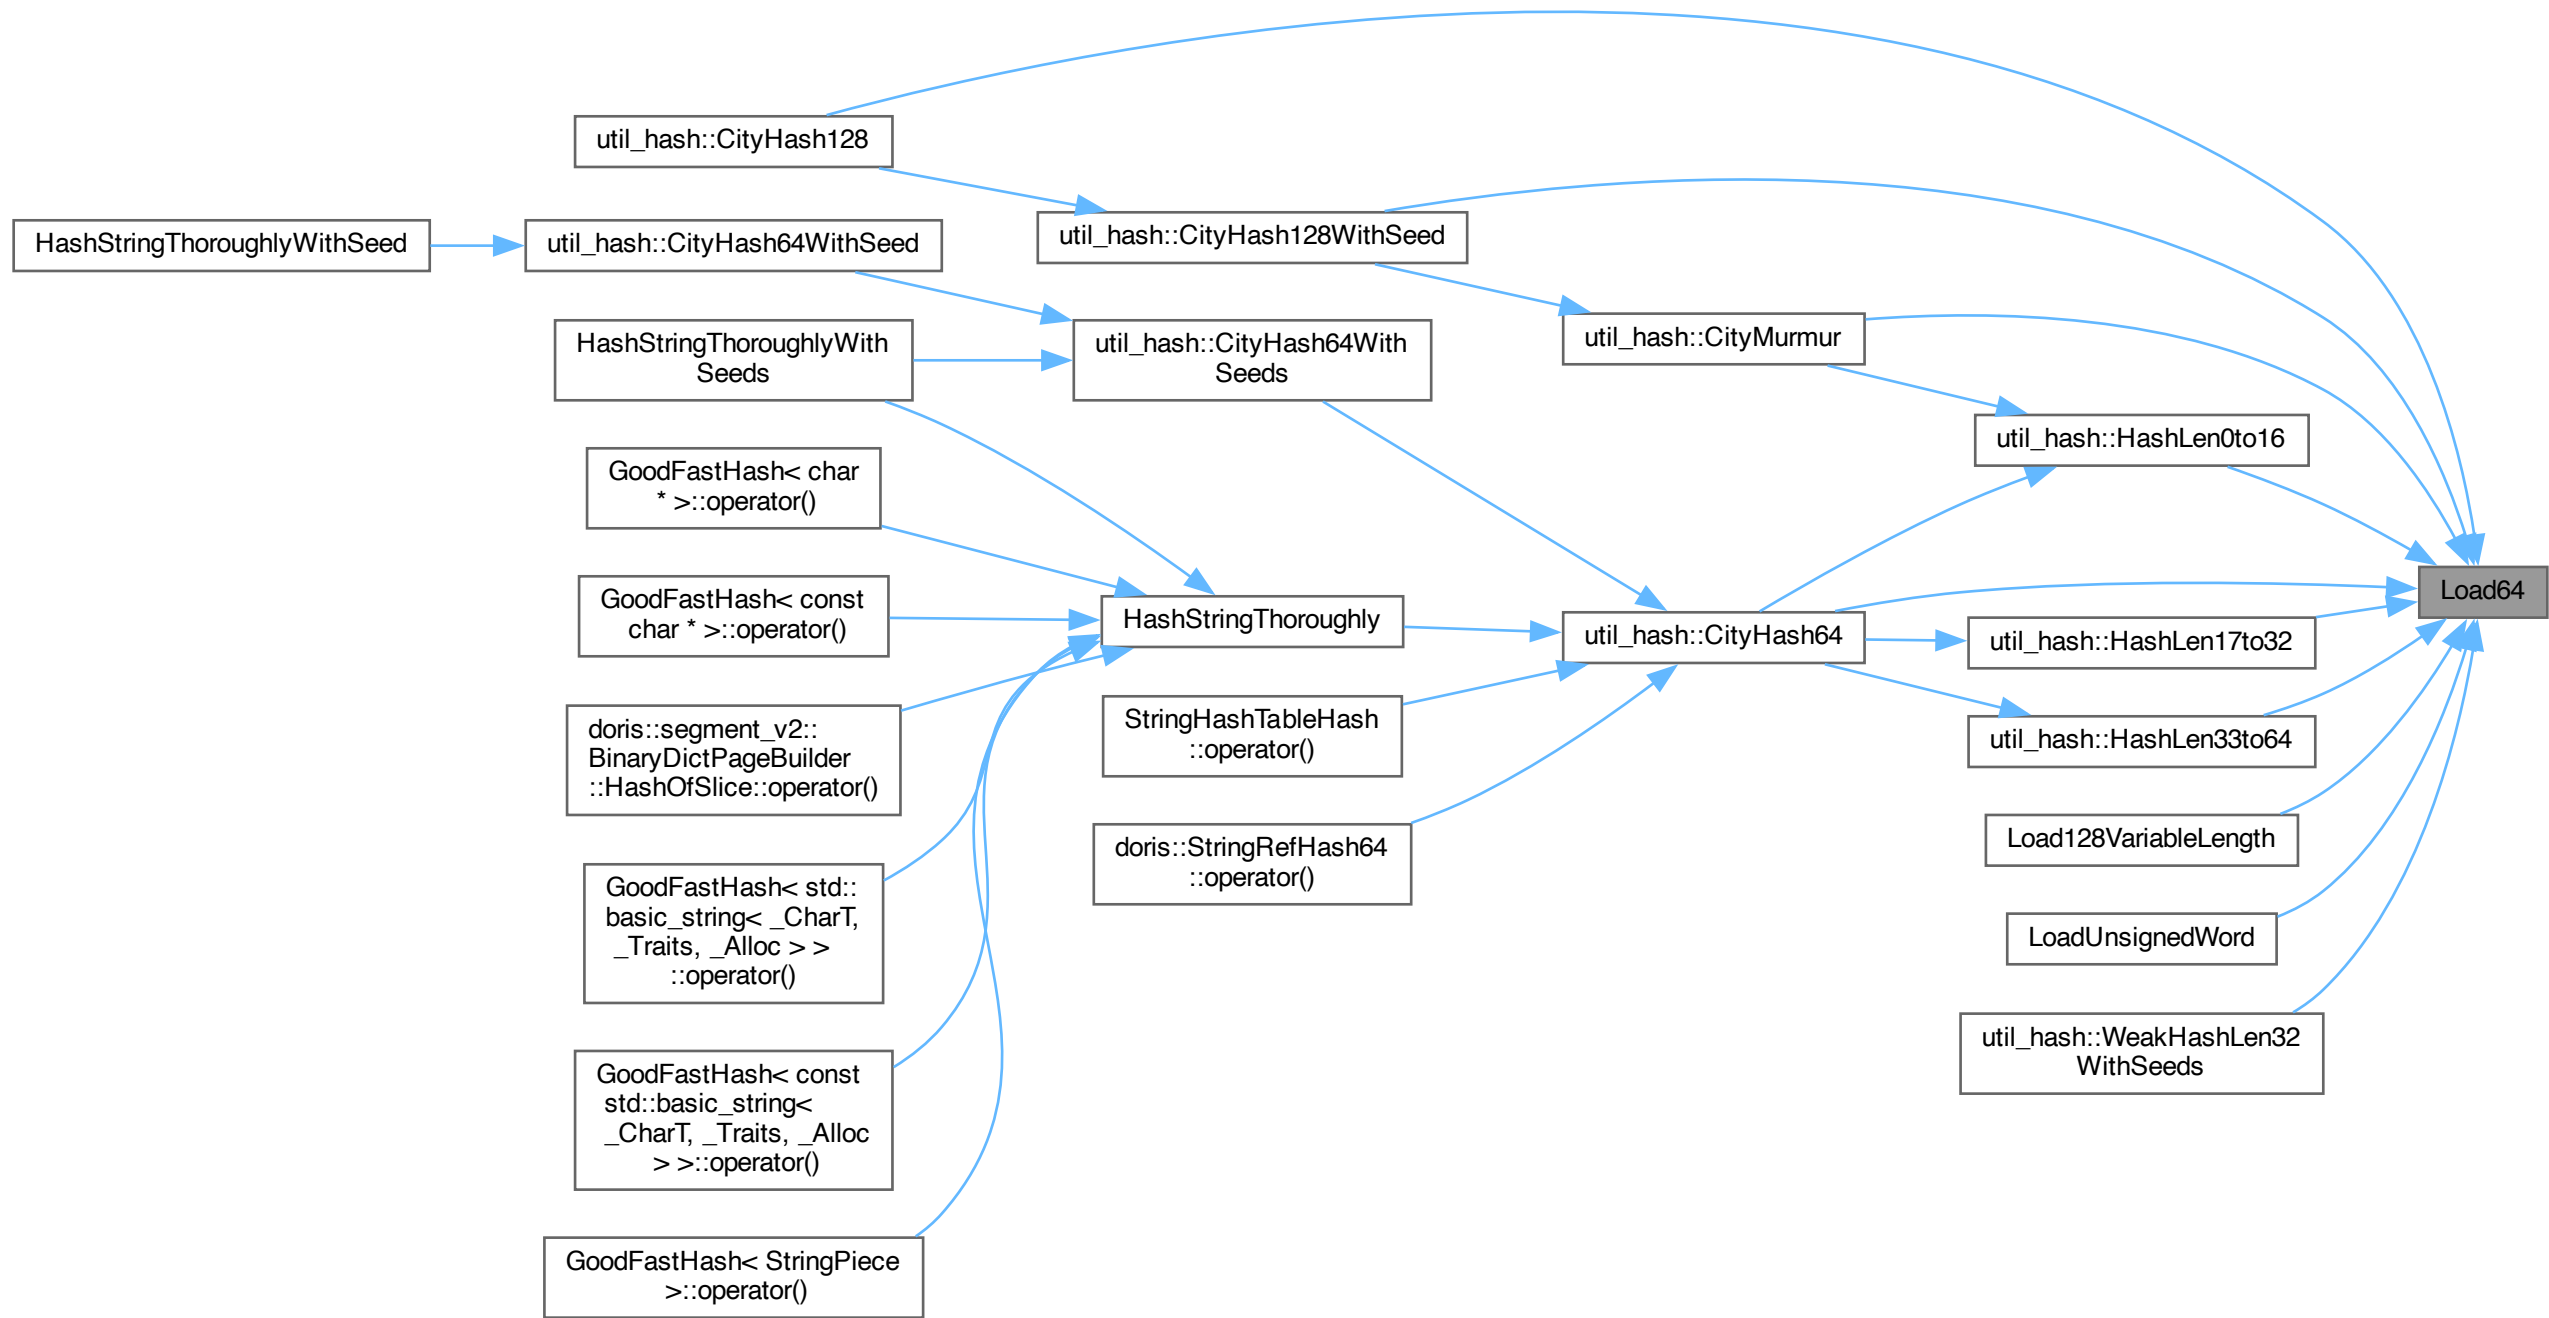 util_hash::CityHash128
HashStringThoroughlyWithSeed
util_hash::CityHash64WithSeed
util_hash::CityHash128WithSeed
HashStringThoroughlyWith
Seeds
util_hash::CityHash64With
Seeds
util_hash::CityMurmur
util_hash::HashLen0to16
GoodFastHash< char
* >::operator()
GoodFastHash< const
char * >::operator()
HashStringThoroughly
util_hash::CityHash64
util_hash::HashLen17to32
Load64
doris::segment_v2::
BinaryDictPageBuilder
::HashOfSlice::operator()
StringHashTableHash
::operator()
util_hash::HashLen33to64
doris::StringRefHash64
::operator()
Load128VariableLength
GoodFastHash< std::
basic_string< _CharT,
_Traits, _Alloc > >
::operator()
LoadUnsignedWord
util_hash::WeakHashLen32
WithSeeds
GoodFastHash< const
std::basic_string<
_CharT, _Traits, _Alloc
> >::operator()
GoodFastHash< StringPiece
>::operator()